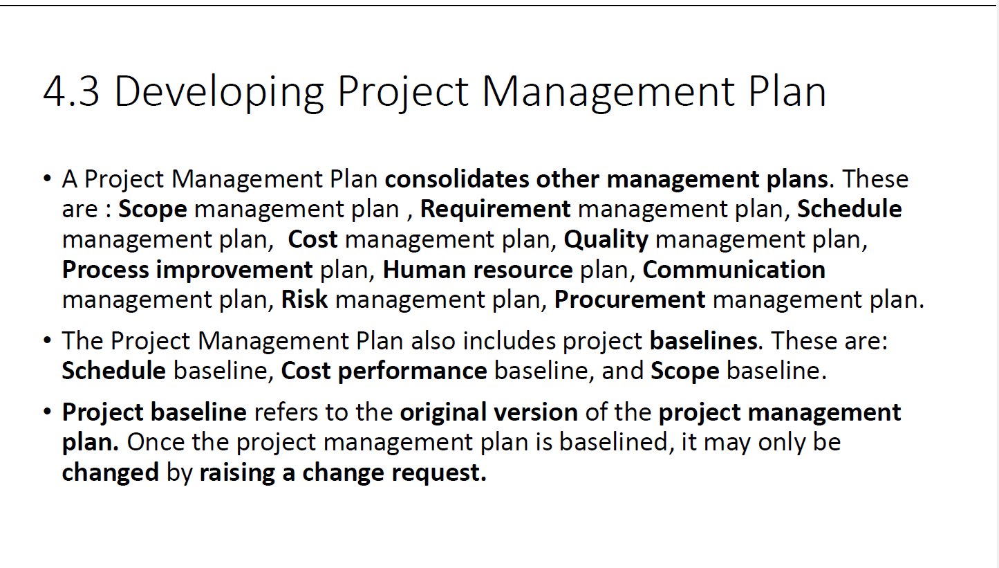 4.3 Developing Project Management Plan
• A Project Management Plan consolidates other management plans. These
are : Scope management plan , Requirement management plan, Schedule
management plan,  Cost management plan, Quality management plan,
Process improvement plan, Human resource plan, Communication
management plan, Risk management plan, Procurement management plan.
• The Project Management Plan also includes project baselines. These are:
Schedule baseline, Cost performance baseline, and Scope baseline.
• Project baseline refers to the original version of the project management
plan. Once the project management plan is baselined, it may only be
changed by raising a change request.